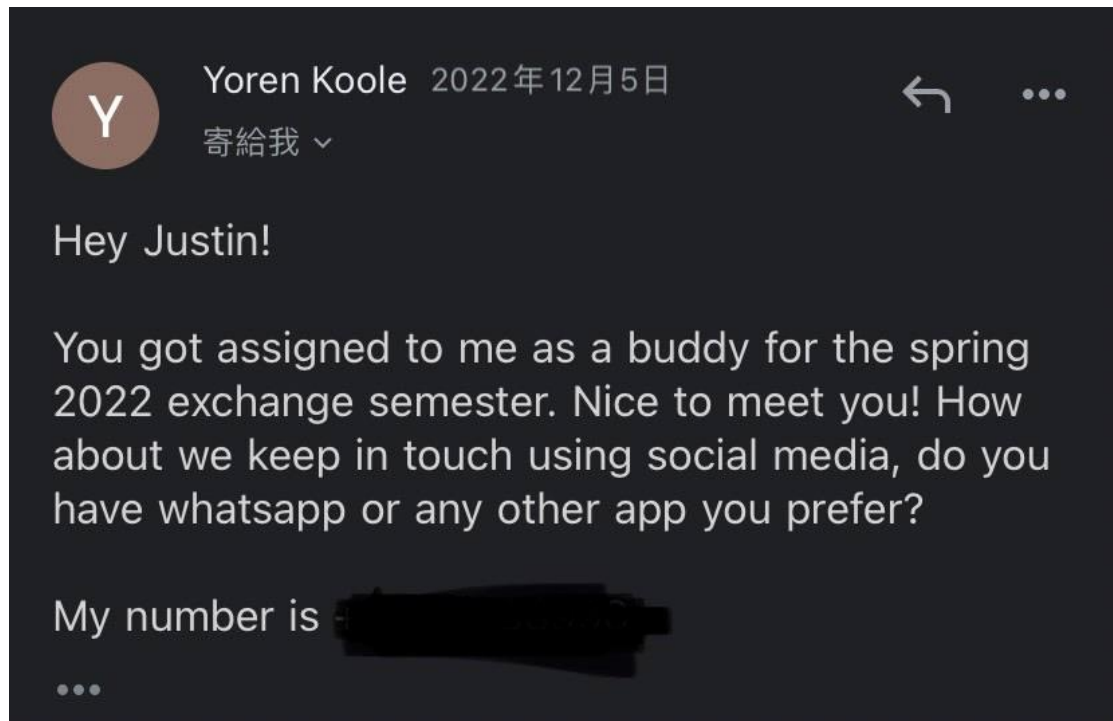 Y
Yoren Koole 2022年12月5日
寄給我
Hey Justin!
You got assigned to me as a buddy for the spring
2022 exchange semester. Nice to meet you! How
about we keep in touch using social media, do you
have whatsapp or any other app you prefer?
My number is